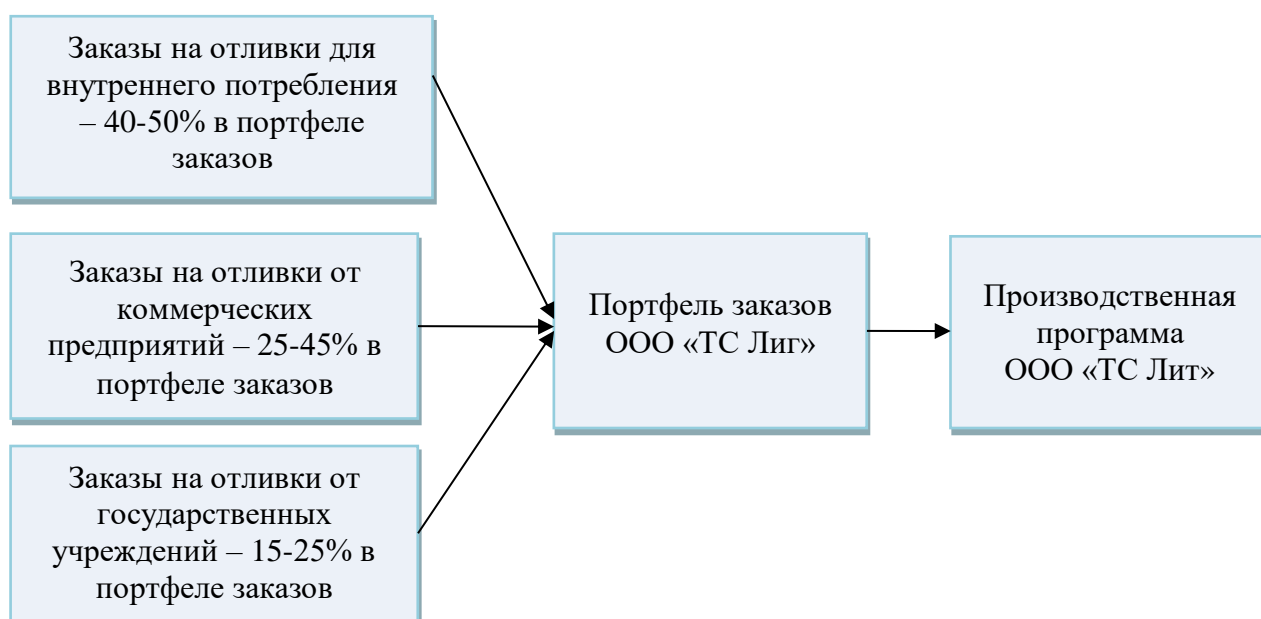 Заказы на отливки для
внутреннего потребления
– 40-50% в портфеле
заказов
Заказы на отливки от
коммерческих
предприятий – 25-45% в
портфеле заказов
Заказы на отливки от
государственных
учреждений – 15-25% в
портфеле заказов
Портфель заказов
ООО «ТС Лиг»
Производственная
программа
ООО «ТС Лит»